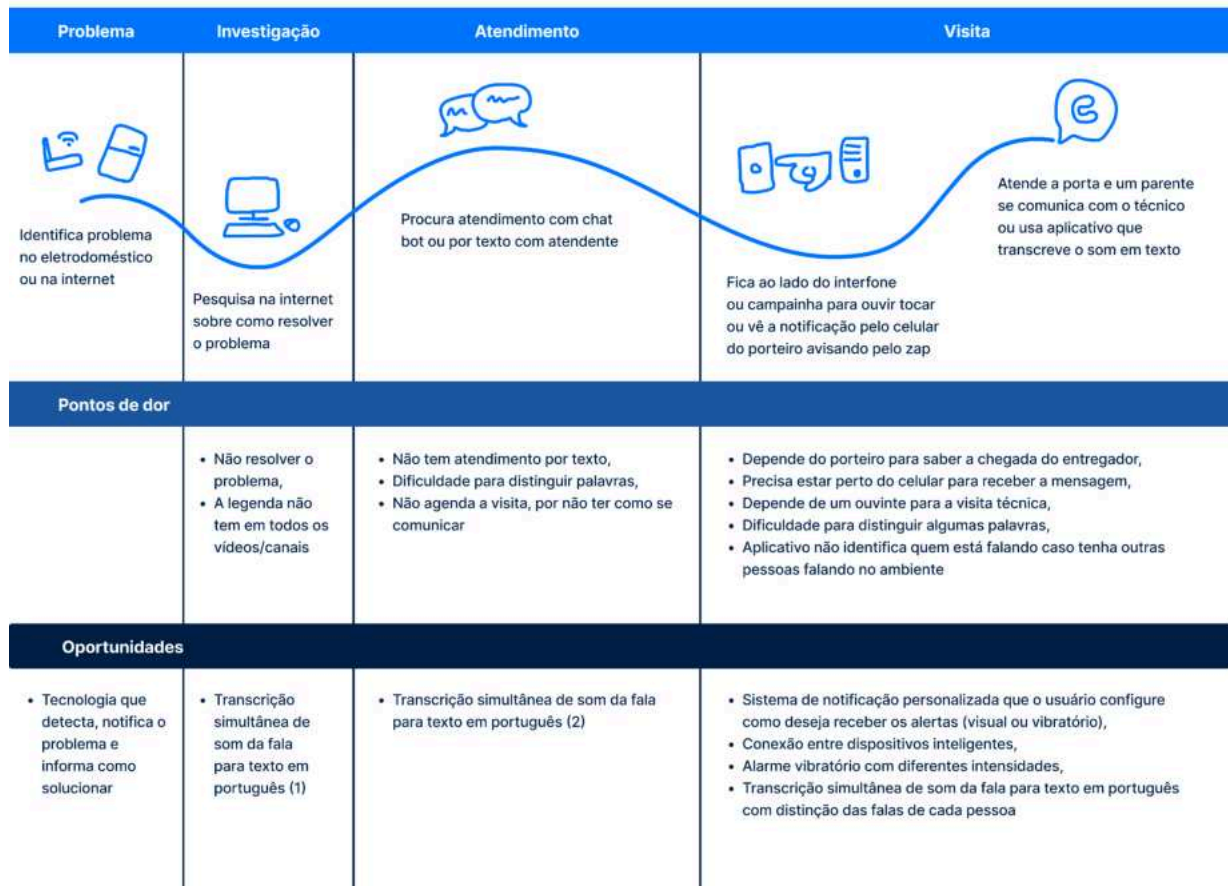 Problema
Investigação
Atendimento
Visita
Identifica problema
no eletrodoméstico
ou na internet
Pesquisa na internet
sobre como resolver
o problema
Procura atendimento com chat
bot ou por texto com atendente
Fica ao lado do interfone
ou campainha para ouvir tocar
ou vê a notificação pelo celular
do porteiro avisando pelo zap
Atende a porta e um parente
se comunica com o técnico
ou usa aplicativo que
transcreve o som em texto
Pontos de dor
• Não resolver o
problema,
• A legenda não
tem em todos os
vídeos/canais
• Não tem atendimento por texto,
• Dificuldade para distinguir palavras,
• Não agenda a visita, por não ter como se
comunicar
• Depende do porteiro para saber a chegada do entregador,
• Precisa estar perto do celular para receber a mensagem,
• Depende de um ouvinte para a visita técnica,
• Dificuldade para distinguir algumas palavras,
• Aplicativo não identifica quem está falando caso tenha outras
pessoas falando no ambiente
Oportunidades
• Tecnologia que
detecta, notifica o
problema e
informa como
solucionar
• Transcrição
simultânea de
som da fala
para texto em
português (1)
• Transcrição simultânea de som da fala
para texto em português (2)
• Sistema de notificação personalizada que o usuário configure
como deseja receber os alertas (visual ou vibratório),
• Conexão entre dispositivos inteligentes,
• Alarme vibratório com diferentes intensidades,
• Transcrição simultânea de som da fala para texto em português
com distinção das falas de cada pessoa